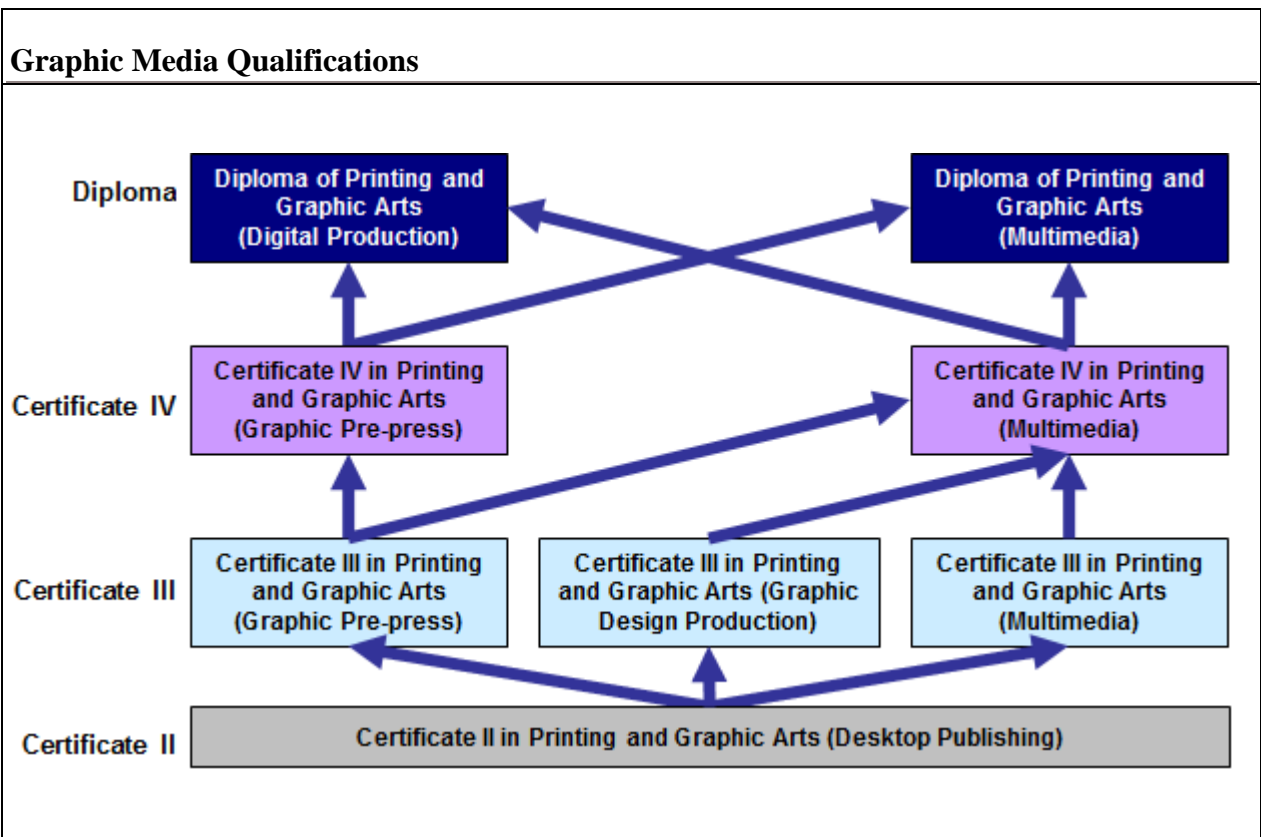 Graphic Media Qualifications
Diploma
Diploma of Printing and
Graphic Arts
(Digital Production)
Diploma of Printing and
Graphic Arts
(Multimedia)
Certificate IV
Certificate IV in Printing
and Graphic Arts
(Graphic Pre-press)
Certificate IV in Printing
and Graphic Arts
(Multimedia)
Certificate III
Certificate III in Printing
and Graphic Arts
(Graphic Pre-press)
Certificate III in Printing
and Graphic Arts (Graphic
Design Production)
Certificate III in Printing
and Graphic Arts
(Multimedia)
Certificate II
Certificate II in Printing and Graphic Arts (Desktop Publishing)